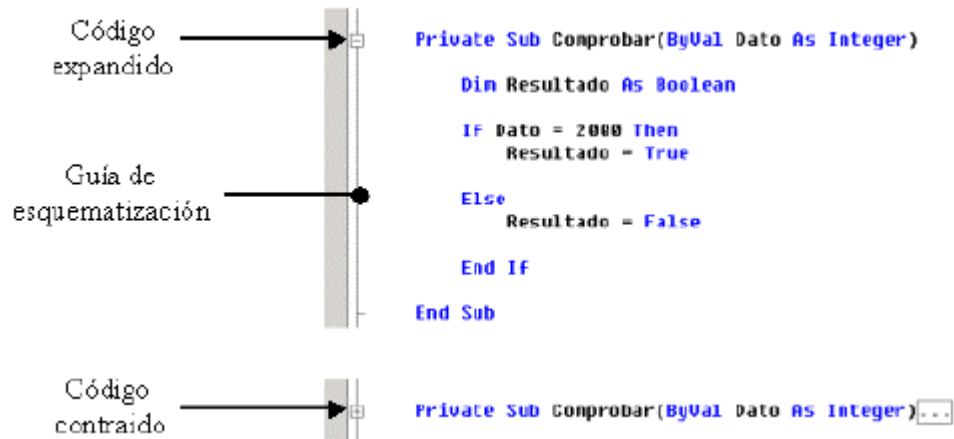 Código
expandido
Private Sub Comprobar(ByVal Dato As Integer)
Dim Resultado As Boolean
If Dato = 2000 Then
Resultado = True
Guía de
esquematización
Else
Resultado = False
End If
End Sub
Código
contraido
Private Sub Comprobar(ByVal Dato As Integer)...